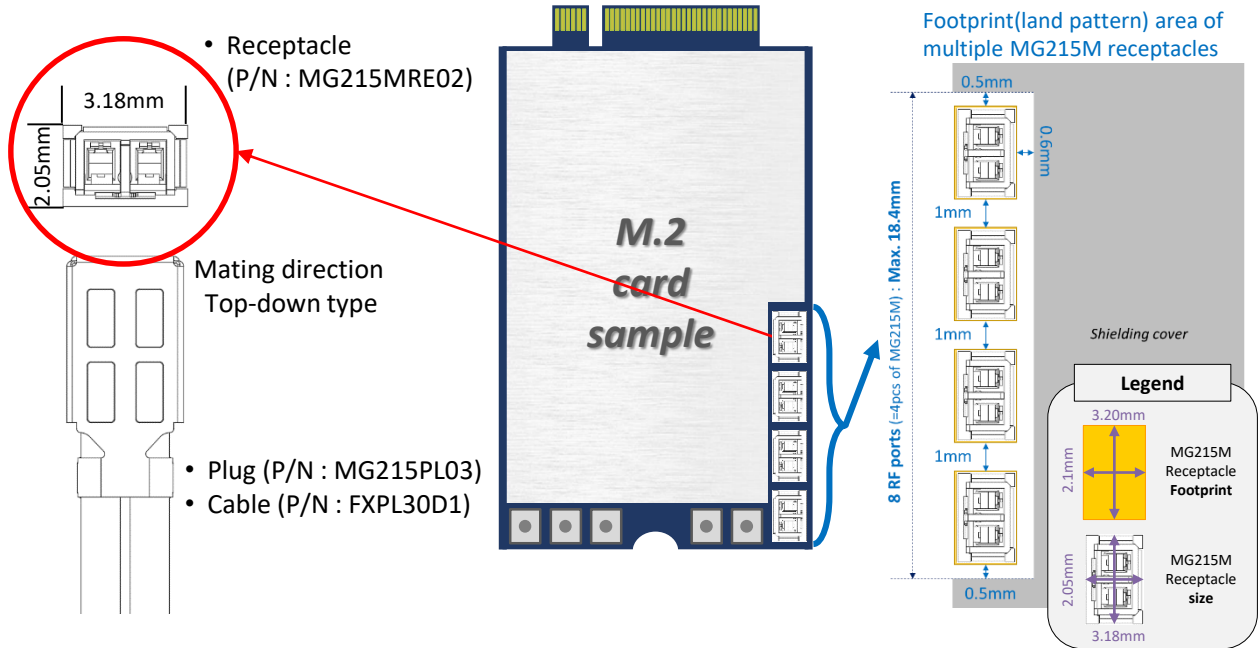 • Receptacle
(P/N : MG215MRE02)
3.18mm
2.05mm
Mating direction
Top-down type
• Plug (P/N : MG215PL03)
• Cable (P/N : FXPL30D1)
M.2
card
sample
Footprint(land pattern) area of
multiple MG215M receptacles
0.5mm
0.6mm
1mm
1mm
1mm
0.5mm
8 RF ports (=4pcs of MG215M) : Max. 18.4mm
Shielding cover
Legend
3.20mm
2.1mm
MG215M
Receptacle
Footprint
2.05mm
MG215M
Receptacle
size
3.18mm